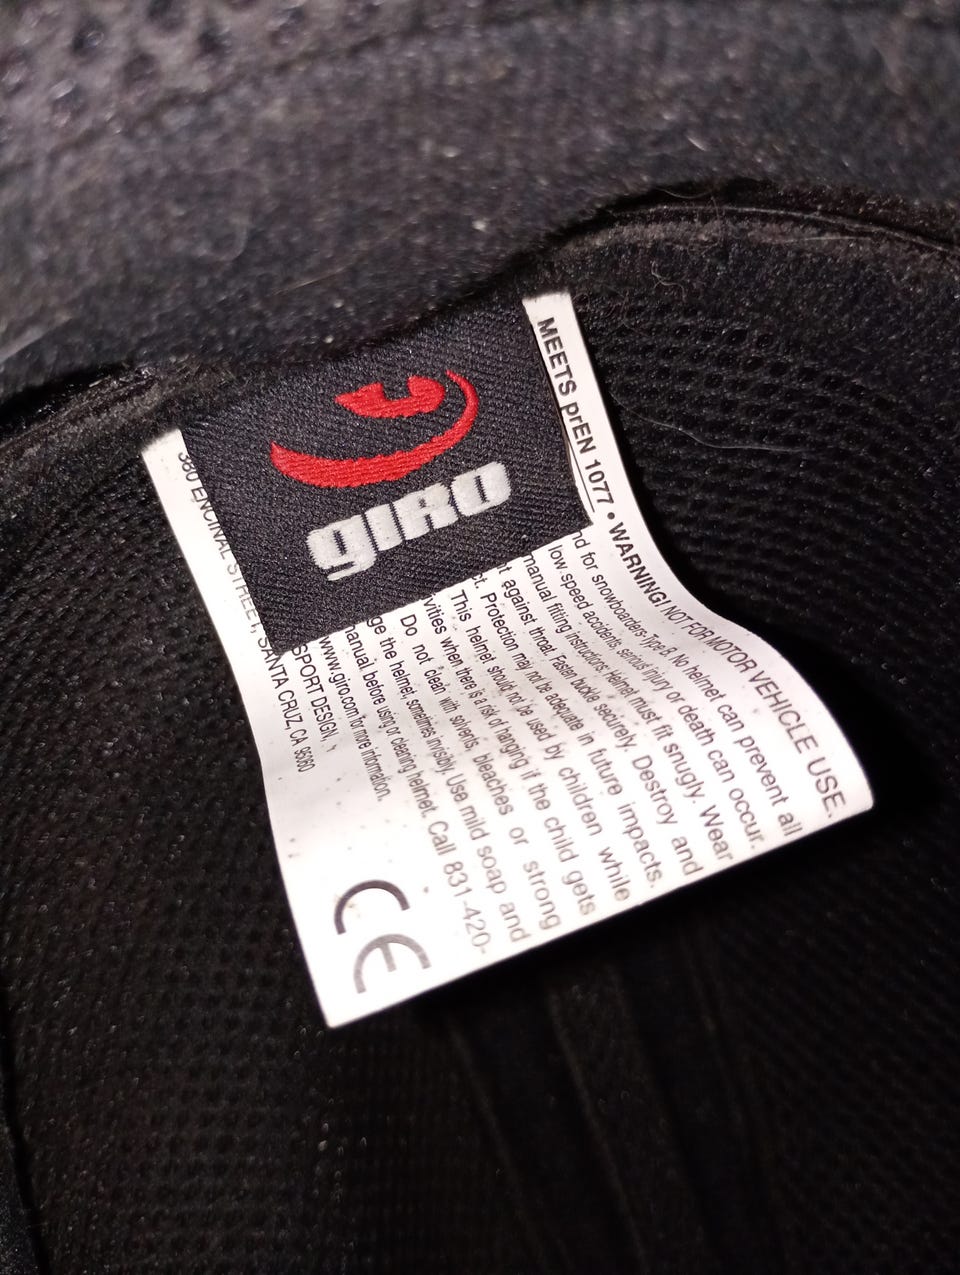 giro
MEETS prEN 1077 • WARNING! NOT FOR MOTOR VEHICLE USE.
for snowboarders-Type B. No helmet can prevent all
low speed accidents, serious injury or death can occur.
manual fitting instructions. Helmet must fit snugly. Wear
against throat. Fasten buckle securely. Destroy and
Protection may not be adequate in future impacts.
This helmet should not be used by children while
when there is a risk of hanging if the child gets
Do not clean with solvents, bleaches or strong
the helmet, sometimes invisibly. Use mild soap and
manual before using or cleaning helmet. Call 831-420-
www.giro.com for more information.
SPORT DESIGN,
380 ENCINAL STREET, SANTA CRUZ, CA 95060
CE